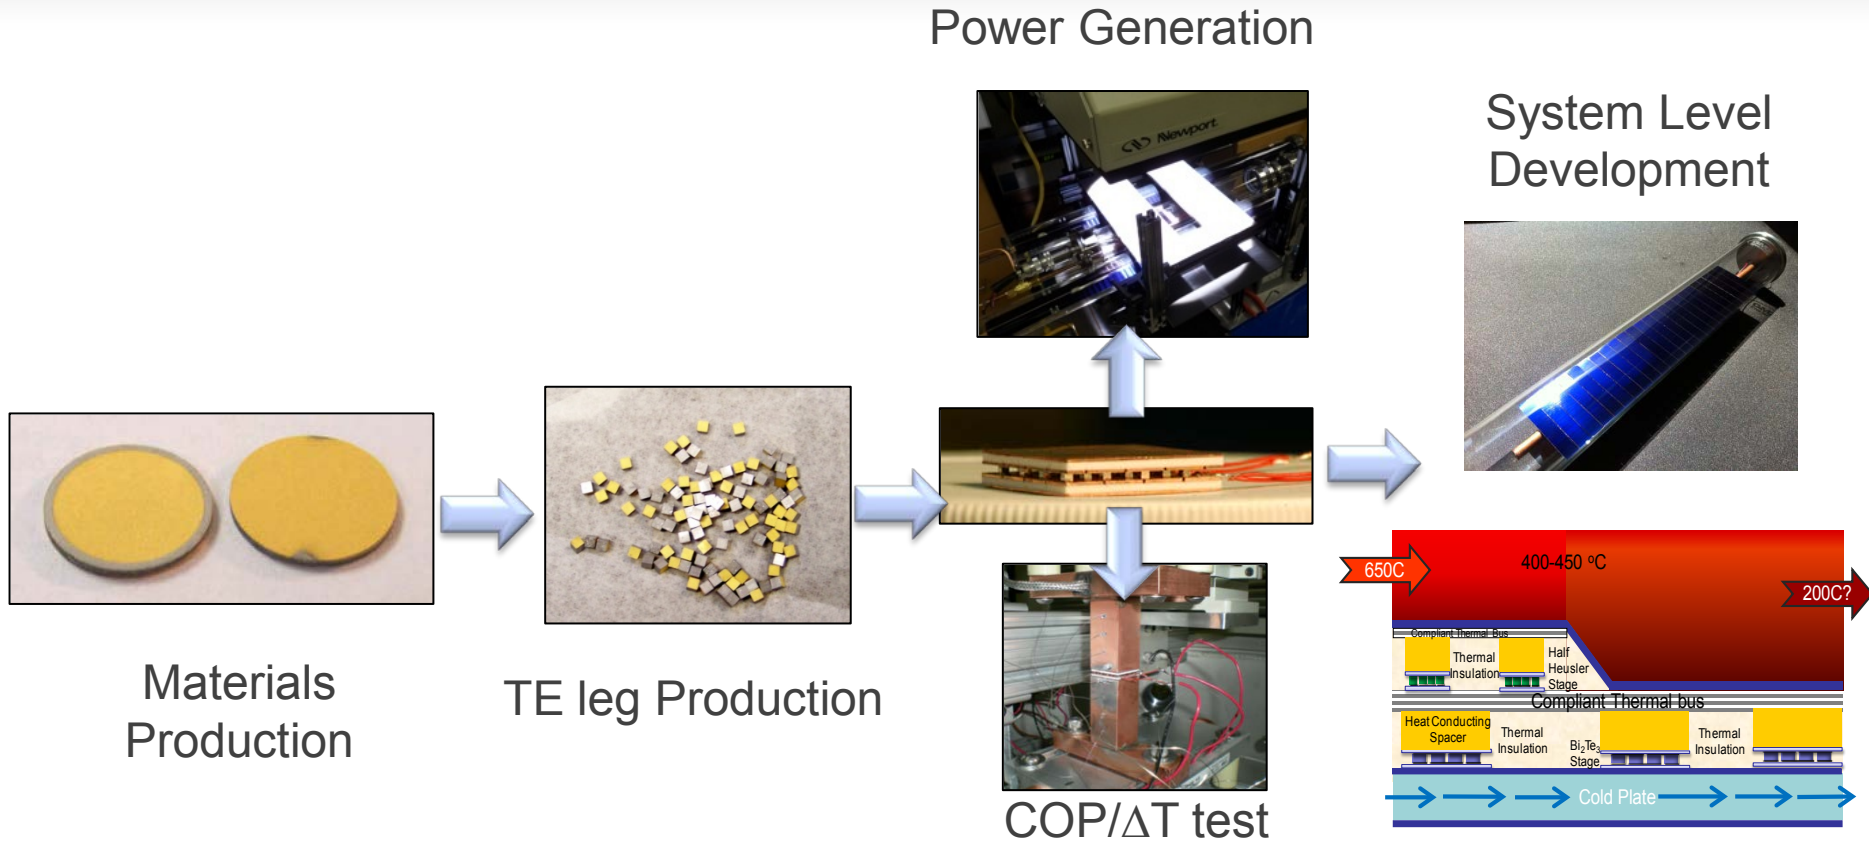 Power Generation
Newport
System Level
Development
Materials
Production
TE leg Production
COP/ΔT test
650C
400-450 ºC
200C?
Compliant Thermal Bus
Thermal
Insulation
Half
Heusler
Stage
Compliant Thermal bus
Heat Conducting
Spacer
Thermal
Insulation
Bi₂Te₃
Stage
Thermal
Insulation
Cold Plate